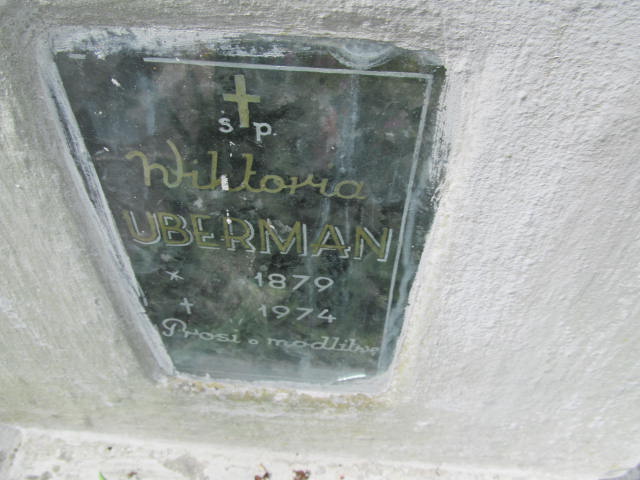 s p
Wiktoria
UBERMAN
1879
1974
Prosi o modlitwę